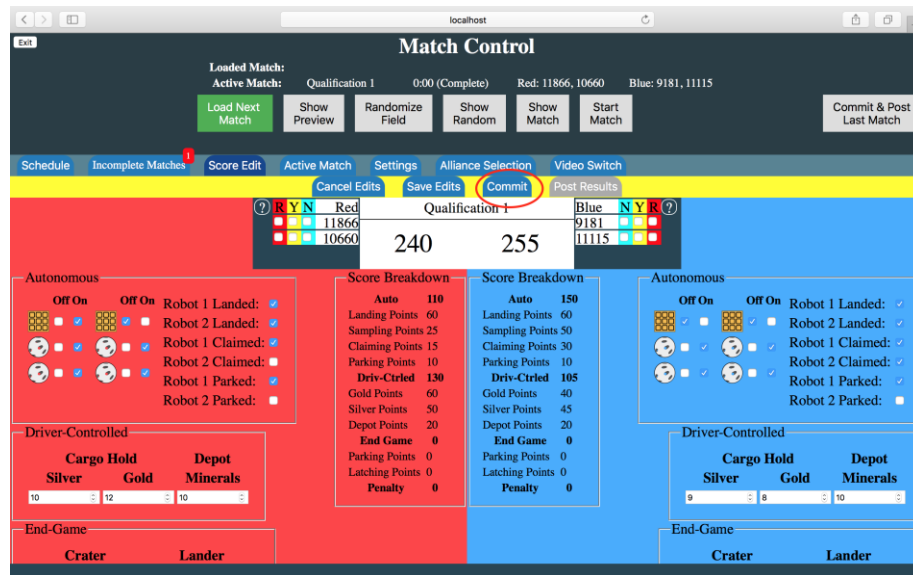 localhost
Exit
Match Control
Loaded Match:
Active Match: Qualification 1 0:00 (Complete) Red: 11866, 10660 Blue: 9181, 11115
Load Next Match
Show Preview
Randomize Field
Show Random
Show Match
Start Match
Commit & Post Last Match
Schedule Incomplete Matches 1 Score Edit Active Match Settings Alliance Selection Video Switch
Cancel Edits Save Edits Commit Post Results
? R Y N Red Qualification 1 Blue N Y R ?
11866 9181
10660 240 255 11115
Autonomous
Off On Off On
Robot 1 Landed:
Robot 2 Landed:
Robot 1 Claimed:
Robot 2 Claimed:
Robot 1 Parked:
Robot 2 Parked:
Driver-Controlled
Cargo Hold Depot
Silver Gold Minerals
10 12 10
End-Game
Crater Lander
Score Breakdown
Auto 110
Landing Points 60
Sampling Points 25
Claiming Points 15
Parking Points 10
Driv-Ctrled 130
Gold Points 60
Silver Points 50
Depot Points 20
End Game 0
Parking Points 0
Latching Points 0
Penalty 0
Score Breakdown
Auto 150
Landing Points 60
Sampling Points 50
Claiming Points 30
Parking Points 10
Driv-Ctrled 105
Gold Points 40
Silver Points 45
Depot Points 20
End Game 0
Parking Points 0
Latching Points 0
Penalty 0
Autonomous
Off On Off On
Robot 1 Landed:
Robot 2 Landed:
Robot 1 Claimed:
Robot 2 Claimed:
Robot 1 Parked:
Robot 2 Parked:
Driver-Controlled
Cargo Hold Depot
Silver Gold Minerals
9 8 10
End-Game
Crater Lander